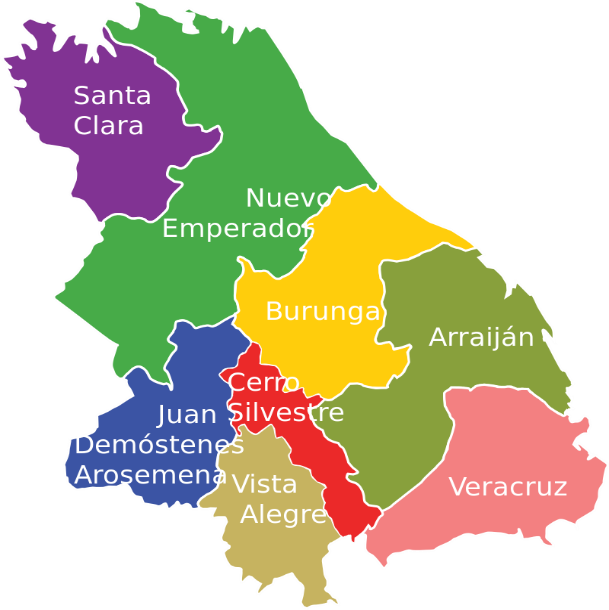 Santa
Clara
Nuevo
Emperador
Burunga
Arraiján
Cerro
Silvestre
Juan
Demóstenes
Arosemena
Vista
Alegre
Veracruz